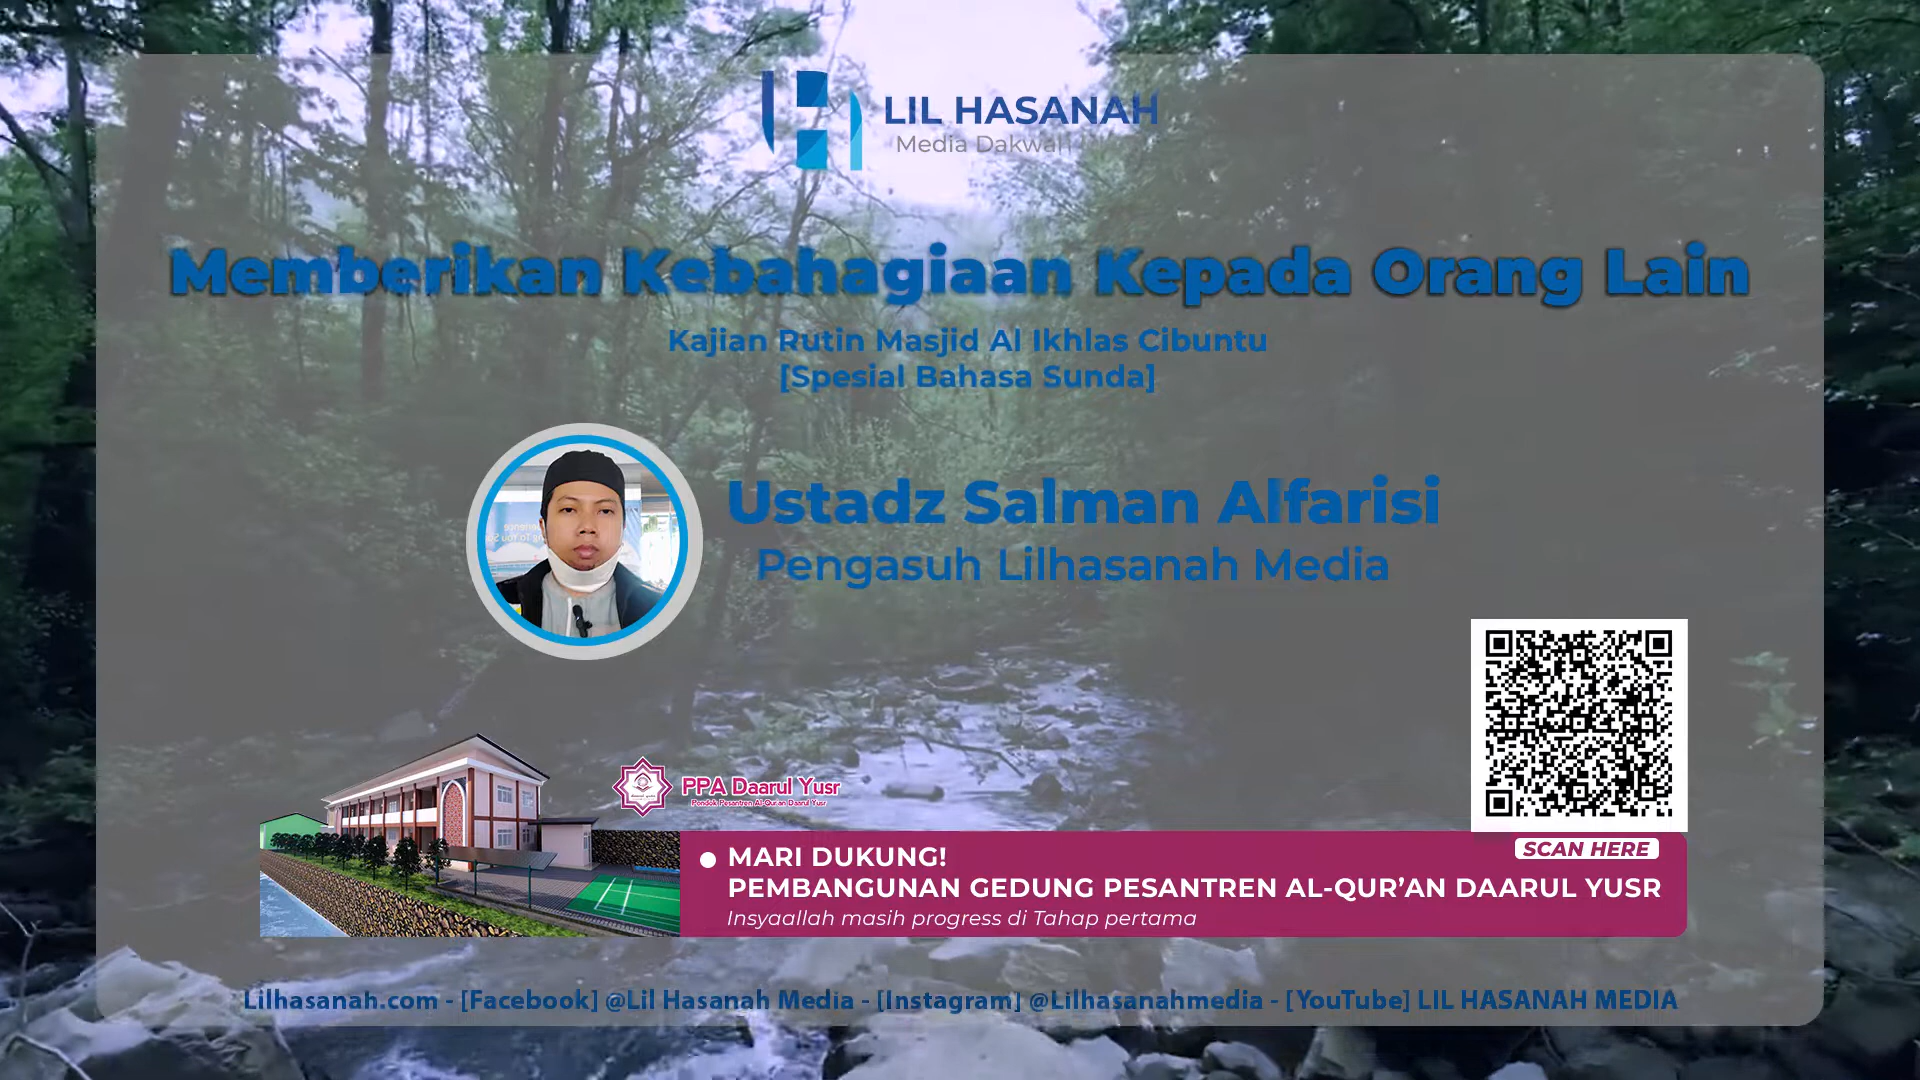 LIL HASANAH
Media Dakwah
Memberikan Kebahagiaan Kepada Orang Lain
Kajian Rutin Masjid Al Ikhlas Cibuntu
[Spesial Bahasa Sunda]
Ustadz Salman Alfarisi
Pengasuh Lilhasanah Media
PPA Daarul Yusr
Pondok Pesantren Al-Qur'an Daarul Yusr
SCAN HERE
MARI DUKUNG!
PEMBANGUNAN GEDUNG PESANTREN AL-QUR’AN DAARUL YUSR
Insyaallah masih progress di Tahap pertama
Lilhasanah.com - [Facebook] @Lil Hasanah Media - [Instagram] @Lilhasanahmedia - [YouTube] LIL HASANAH MEDIA